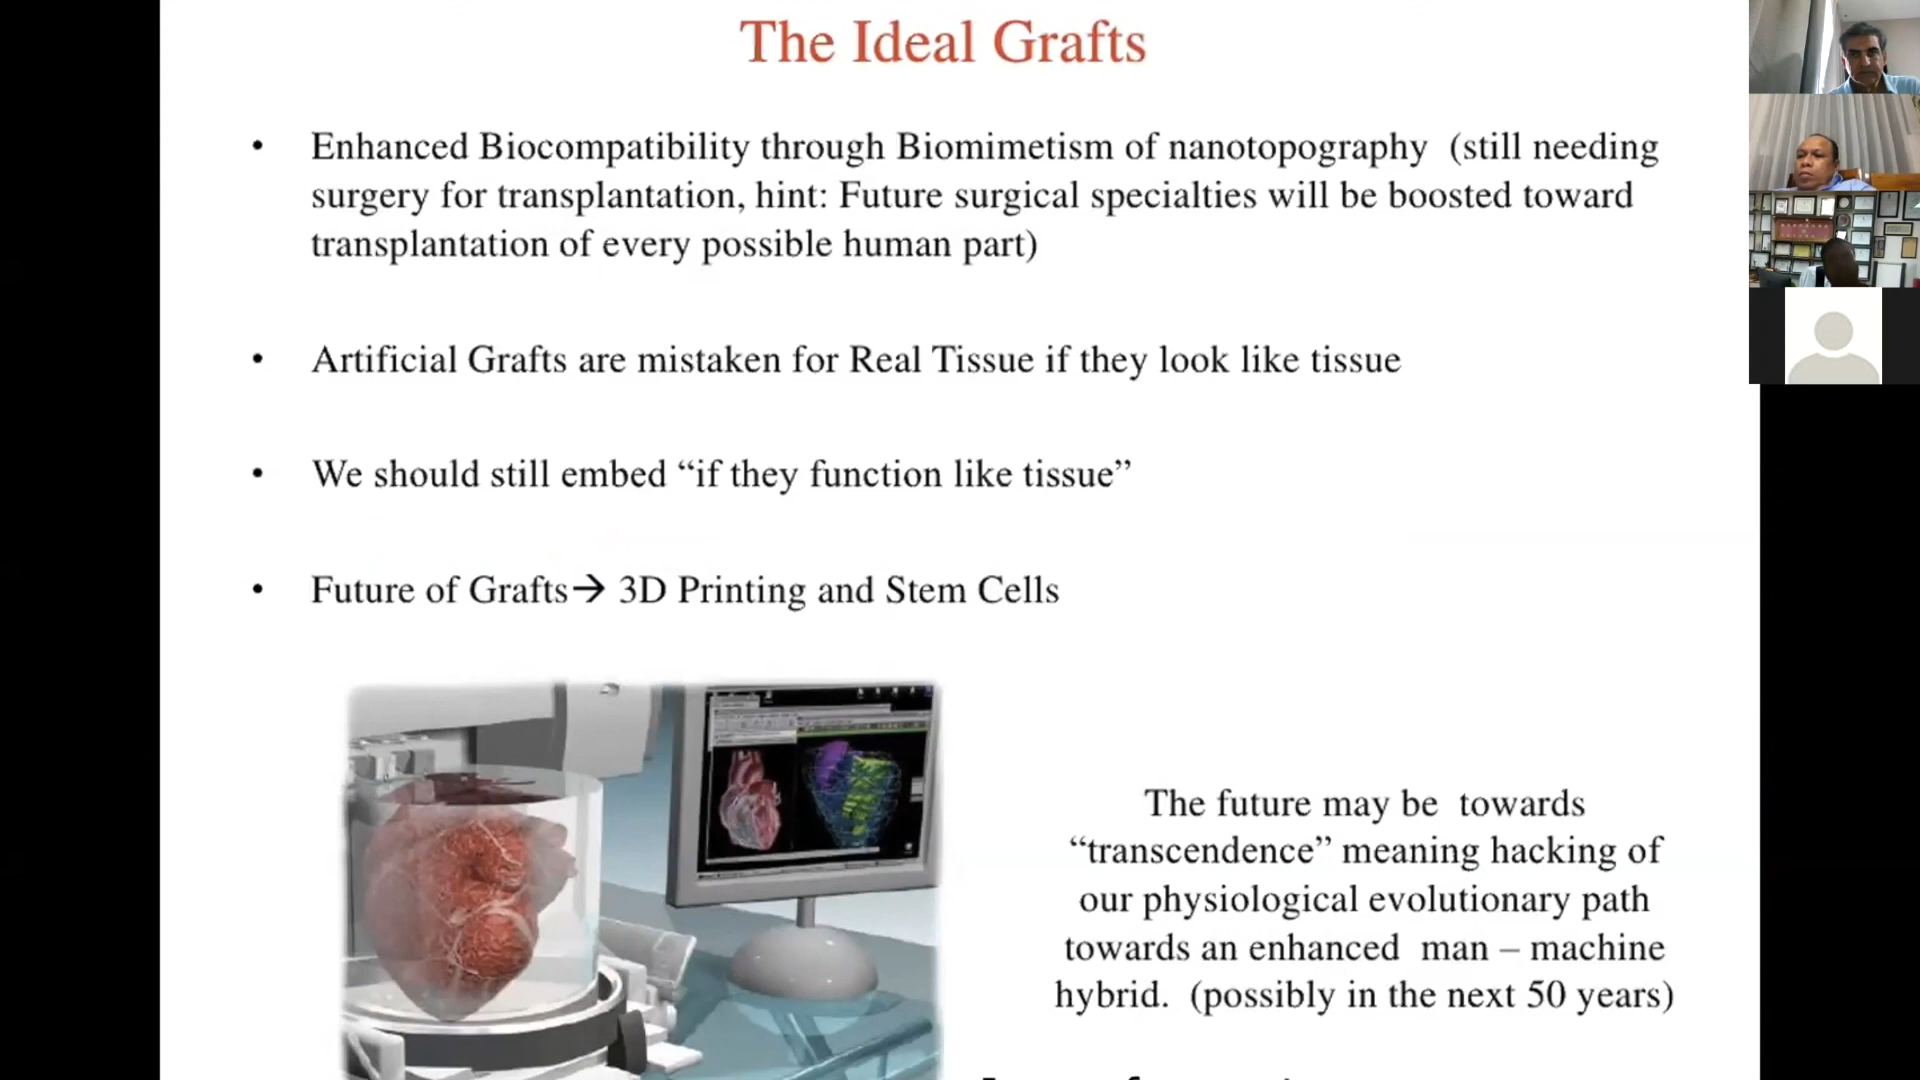 The Ideal Grafts
• Enhanced Biocompatibility through Biomimetism of nanotopography (still needing
surgery for transplantation, hint: Future surgical specialties will be boosted toward
transplantation of every possible human part)
• Artificial Grafts are mistaken for Real Tissue if they look like tissue
• We should still embed “if they function like tissue”
• Future of Grafts→ 3D Printing and Stem Cells
The future may be towards
“transcendence” meaning hacking of
our physiological evolutionary path
towards an enhanced man – machine
hybrid. (possibly in the next 50 years)